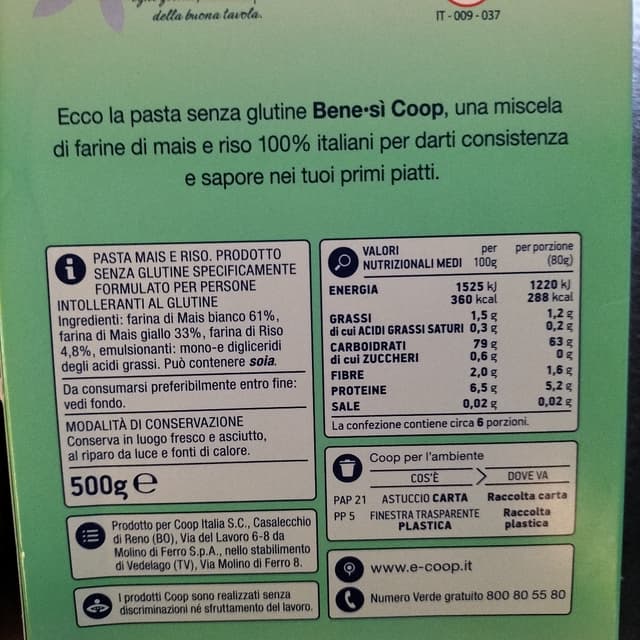 della buona tavola.
IT - 009 - 037
Ecco la pasta senza glutine Bene•sì Coop, una miscela
di farine di mais e riso 100% italiani per darti consistenza
e sapore nei tuoi primi piatti.
PASTA MAIS E RISO. PRODOTTO
SENZA GLUTINE SPECIFICAMENTE
FORMULATO PER PERSONE
INTOLLERANTI AL GLUTINE
Ingredienti: farina di Mais bianco 61%,
farina di Mais giallo 33%, farina di Riso
4,8%, emulsionanti: mono-e digliceridi
degli acidi grassi. Può contenere soia.
Da consumarsi preferibilmente entro fine:
vedi fondo.
MODALITÀ DI CONSERVAZIONE
Conserva in luogo fresco e asciutto,
al riparo da luce e fonti di calore.
500g e
Prodotto per Coop Italia S.C., Casalecchio
di Reno (BO), Via del Lavoro 6-8 da
Molino di Ferro S.p.A., nello stabilimento
di Vedelago (TV), Via Molino di Ferro 8.
I prodotti Coop sono realizzati senza
discriminazioni né sfruttamento del lavoro.
VALORI per per porzione
NUTRIZIONALI MEDI 100g (80g)
ENERGIA 1525 kJ 1220 kJ
360 kcal 288 kcal
GRASSI 1,5 g 1,2 g
di cui ACIDI GRASSI SATURI 0,3 g 0,2 g
CARBOIDRATI 79 g 63 g
di cui ZUCCHERI 0,6 g 0 g
FIBRE 2,0 g 1,6 g
PROTEINE 6,5 g 5,2 g
SALE 0,02 g 0,02 g
La confezione contiene circa 6 porzioni.
Coop per l'ambiente
COS'È DOVE VA
PAP 21 ASTUCCIO CARTA Raccolta carta
PP 5 FINESTRA TRASPARENTE Raccolta
PLASTICA plastica
www.e-coop.it
Numero Verde gratuito 800 80 55 80